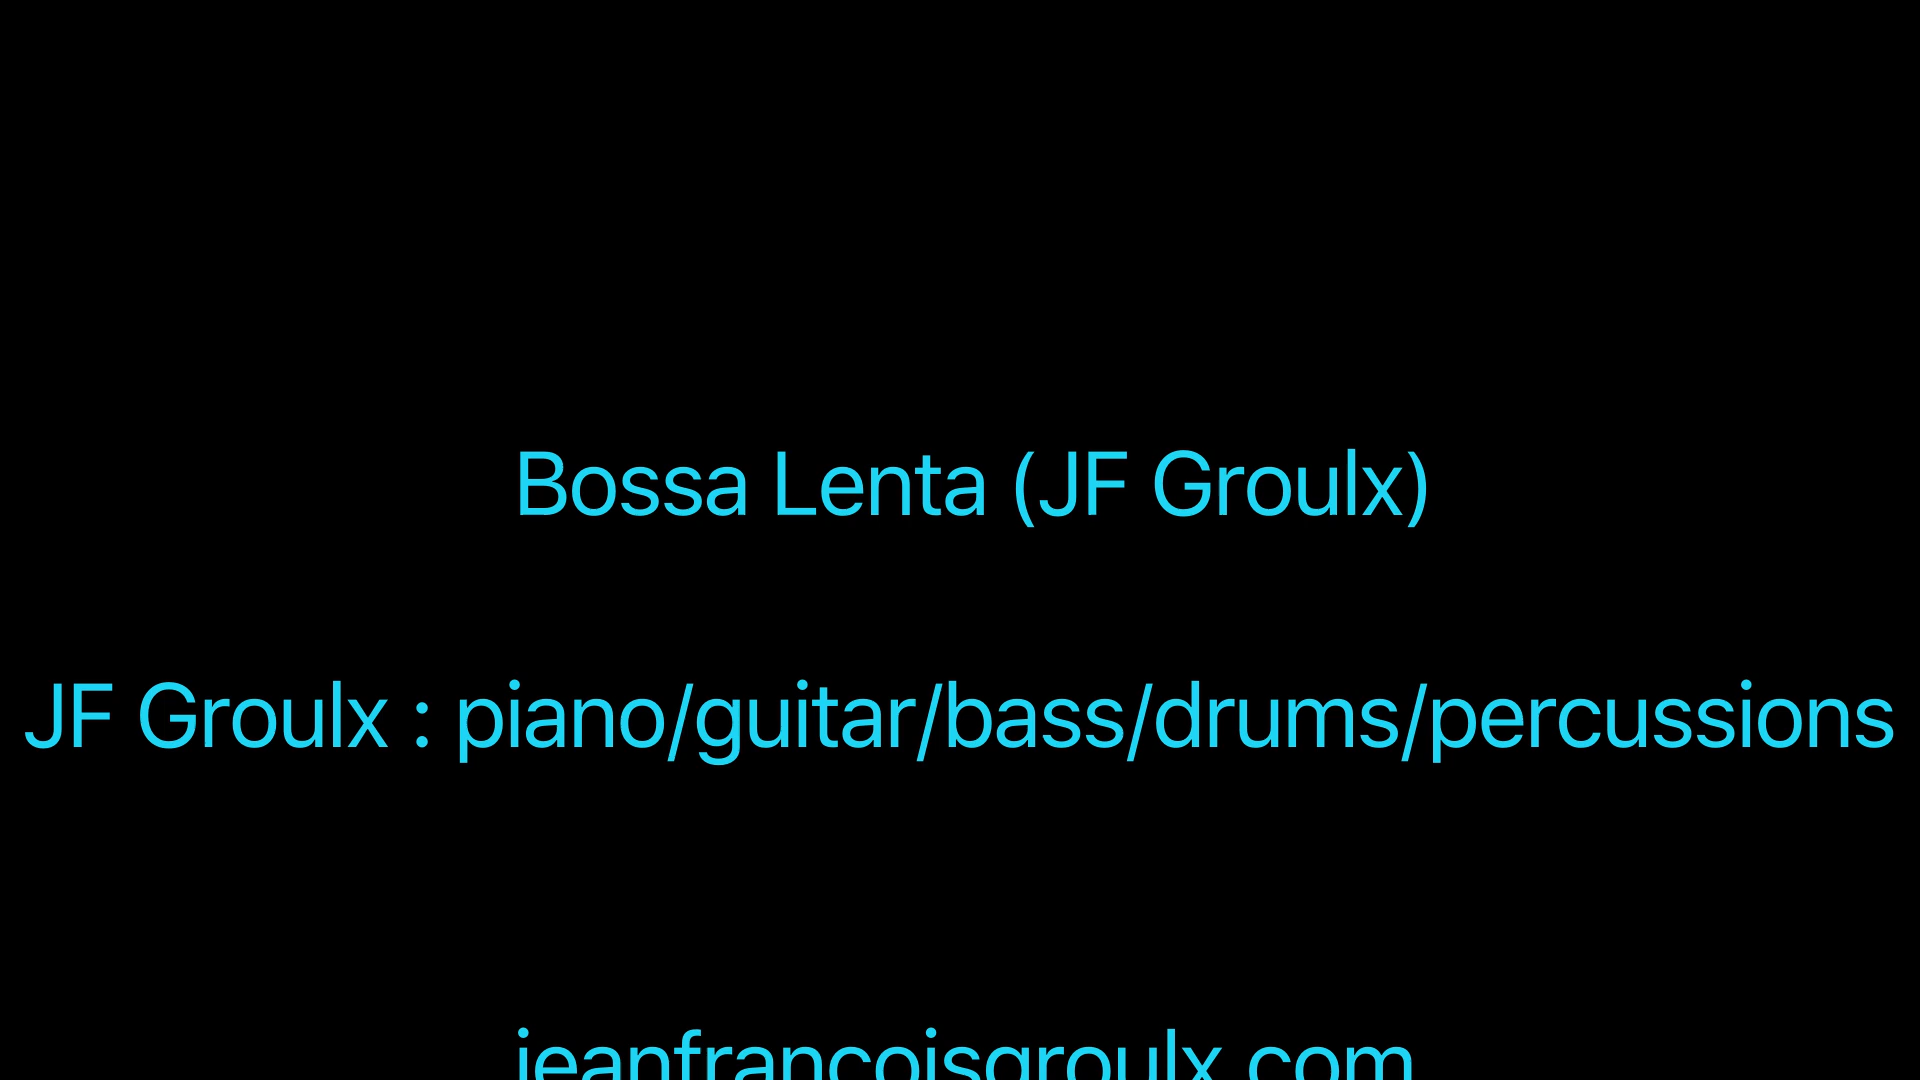 Bossa Lenta (JF Groulx)
JF Groulx : piano/guitar/bass/drums/percussions
jeanfrancoisgroulx.com